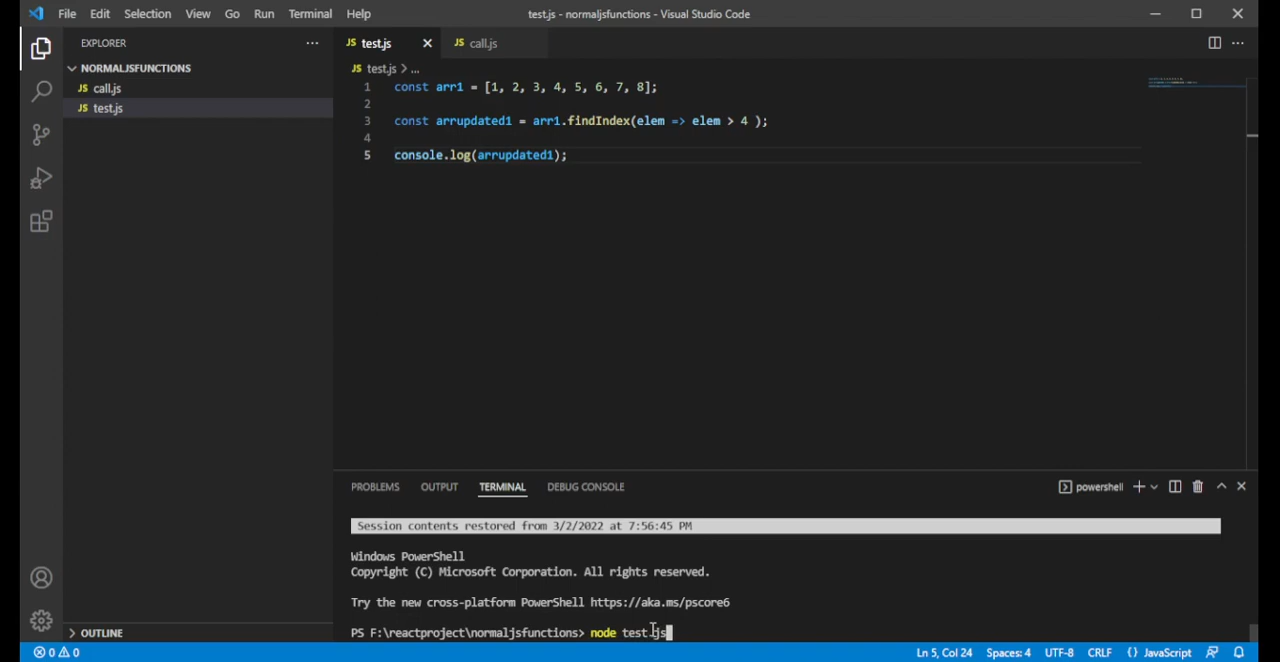 File Edit Selection View Go Run Terminal Help test.js - normaljsfunctions - Visual Studio Code
EXPLORER ...
NORMALJSFUNCTIONS
JS call.js
JS test.js
OUTLINE
JS test.js JS call.js
JS test.js > ...
1 const arr1 = [1, 2, 3, 4, 5, 6, 7, 8];
2
3 const arrupdated1 = arr1.findIndex(elem => elem > 4 );
4
5 console.log(arrupdated1);
PROBLEMS OUTPUT TERMINAL DEBUG CONSOLE powershell
Session contents restored from 3/2/2022 at 7:56:45 PM
Windows PowerShell
Copyright (C) Microsoft Corporation. All rights reserved.
Try the new cross-platform PowerShell https://aka.ms/pscore6
PS F:\reactproject\normaljsfunctions> node test.js
0 0 Ln 5, Col 24 Spaces: 4 UTF-8 CRLF {} JavaScript